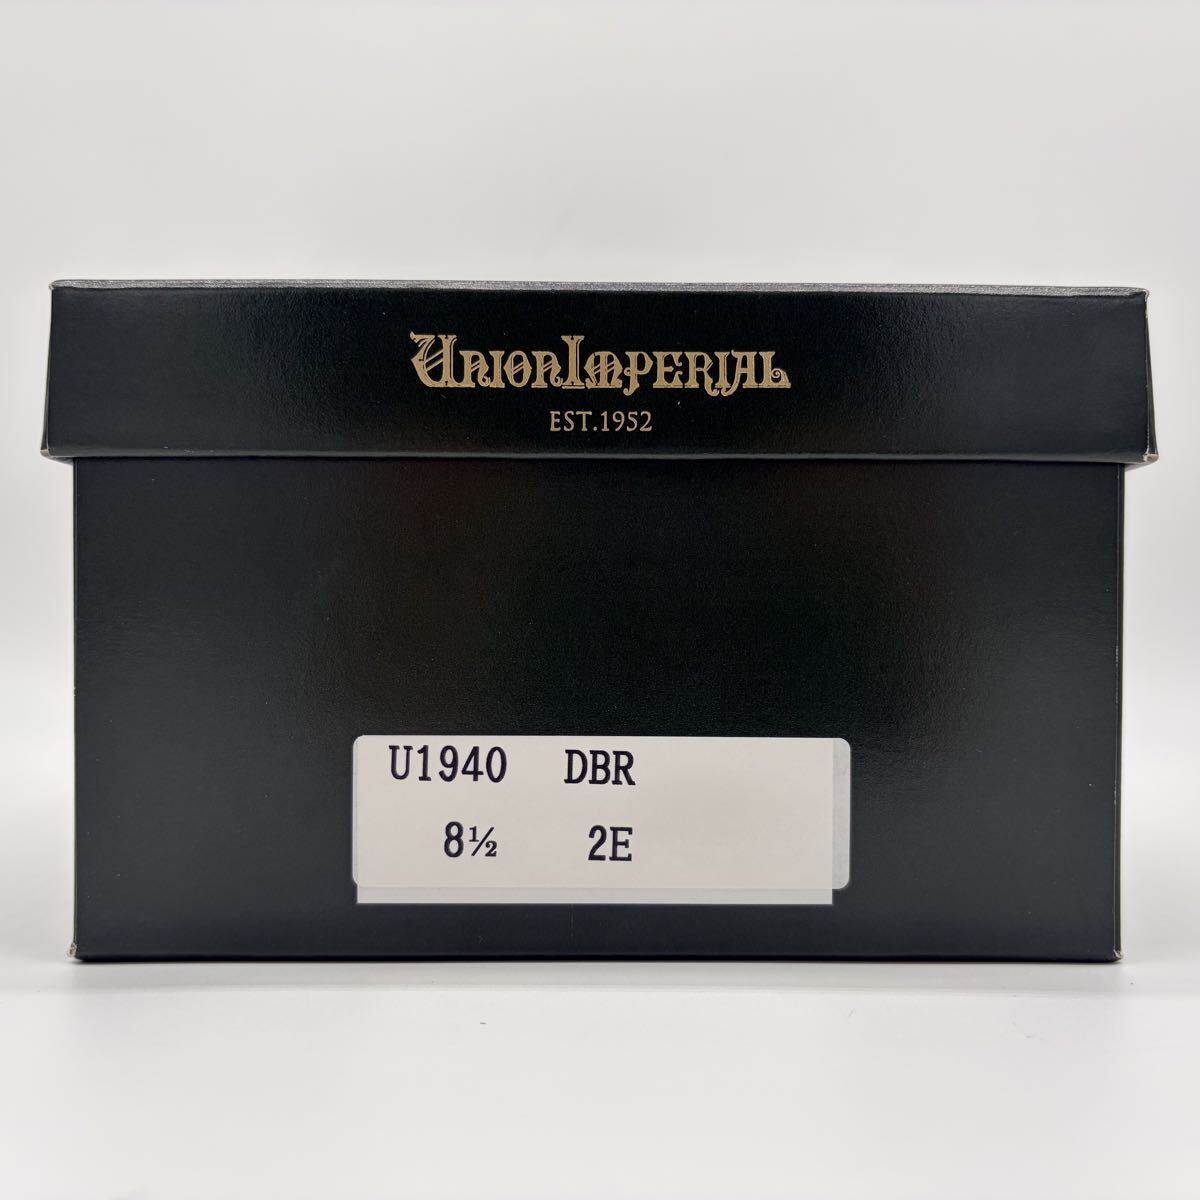 UNIONIMPERIAL
EST.1952
U1940 DBR
8½ 2E